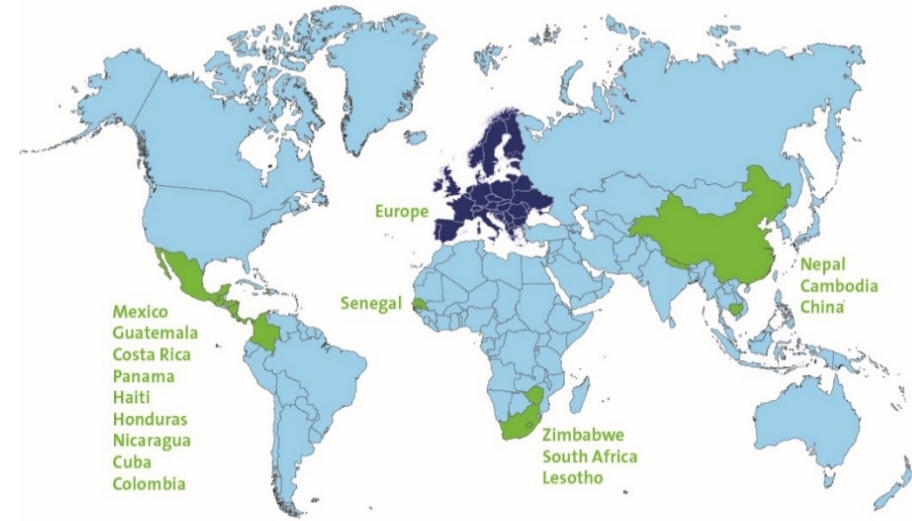 Europe
Senegal
Mexico
Guatemala
Costa Rica
Panama
Haiti
Honduras
Nicaragua
Cuba
Colombia
Nepal
Cambodia
China
Zimbabwe
South Africa
Lesotho